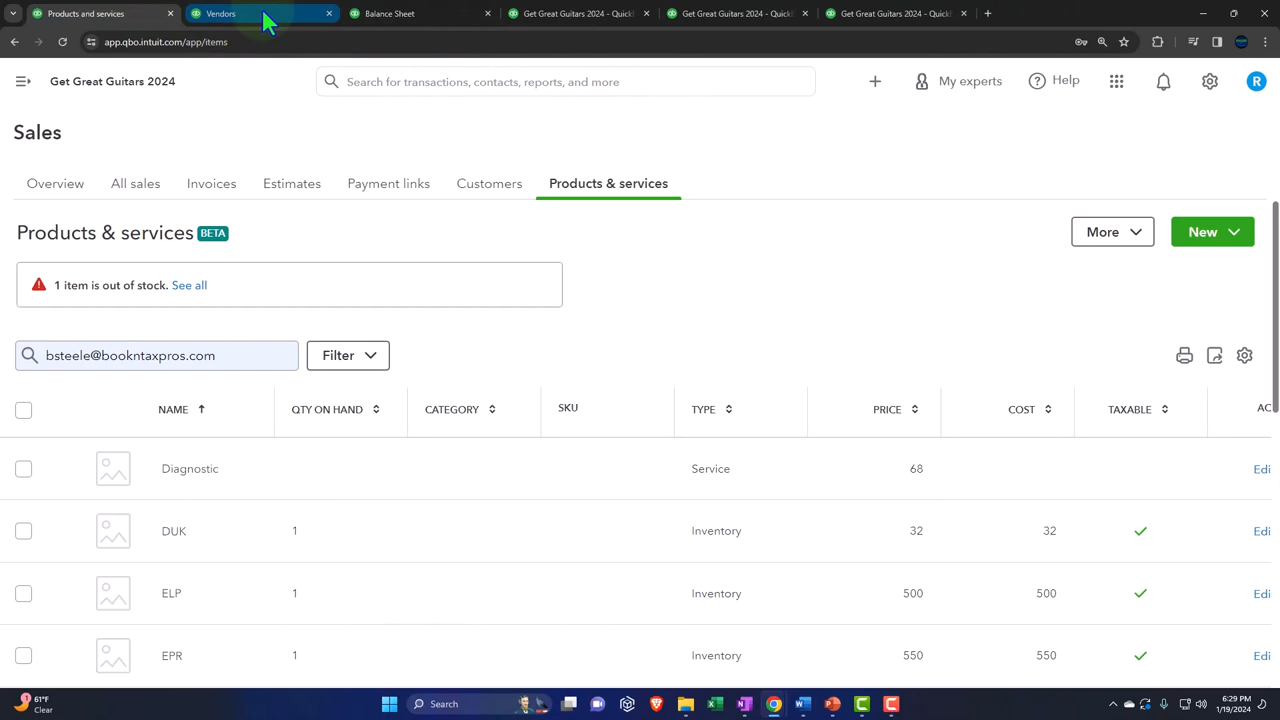 Products and services
Vendors
Balance Sheet
Get Great Guitars 2024 - Quick
Get Great Guitars 2024 - Quick
Get Great Guitars 2024 - Quick
app.qbo.intuit.com/app/items
Get Great Guitars 2024
Search for transactions, contacts, reports, and more
My experts
Help
R
Sales
Overview
All sales
Invoices
Estimates
Payment links
Customers
Products & services
Products & services BETA
More
New
1 item is out of stock. See all
bsteele@bookntaxpros.com
Filter
NAME
QTY ON HAND
CATEGORY
SKU
TYPE
PRICE
COST
TAXABLE
AC
Diagnostic
Service
68
Edi
DUK
1
Inventory
32
32
Edi
ELP
1
Inventory
500
500
Edi
EPR
1
Inventory
550
550
Edi
61°F
Clear
Search
6:29 PM
1/19/2024